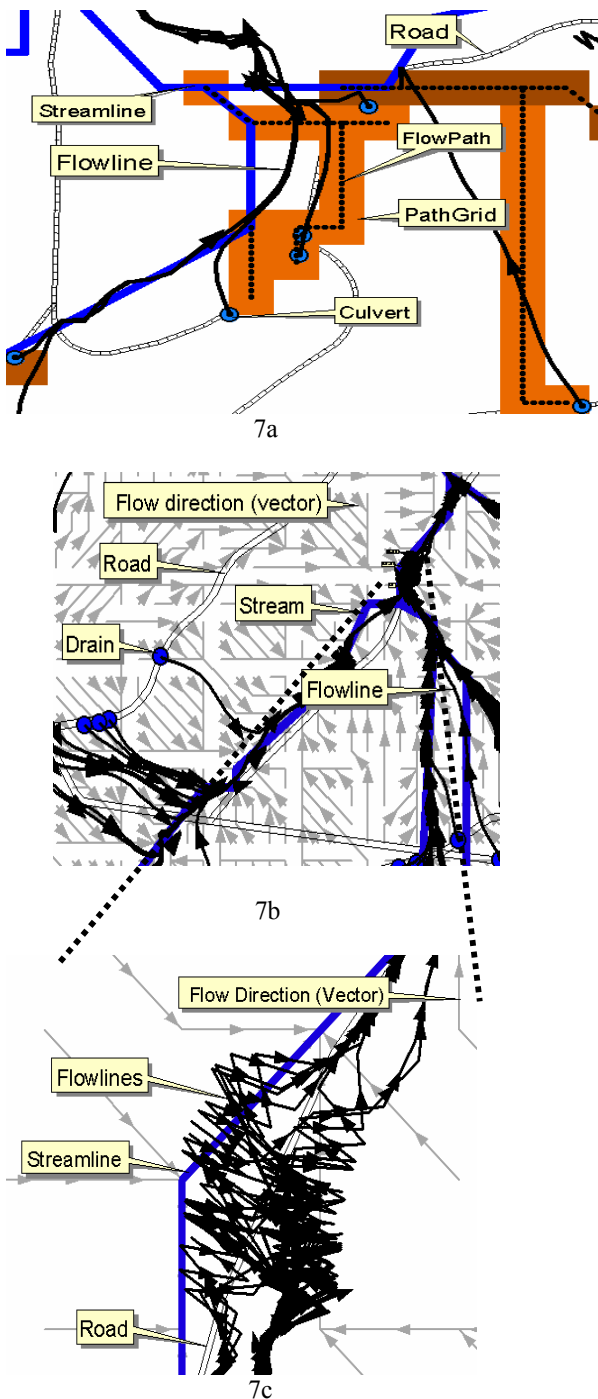 Road
Streamline
FlowPath
Flowline
PathGrid
Culvert
7a
Flow direction (vector)
Road
Stream
Drain
Flowline
7b
Flow Direction (Vector)
Flowlines
Streamline
Road
7c